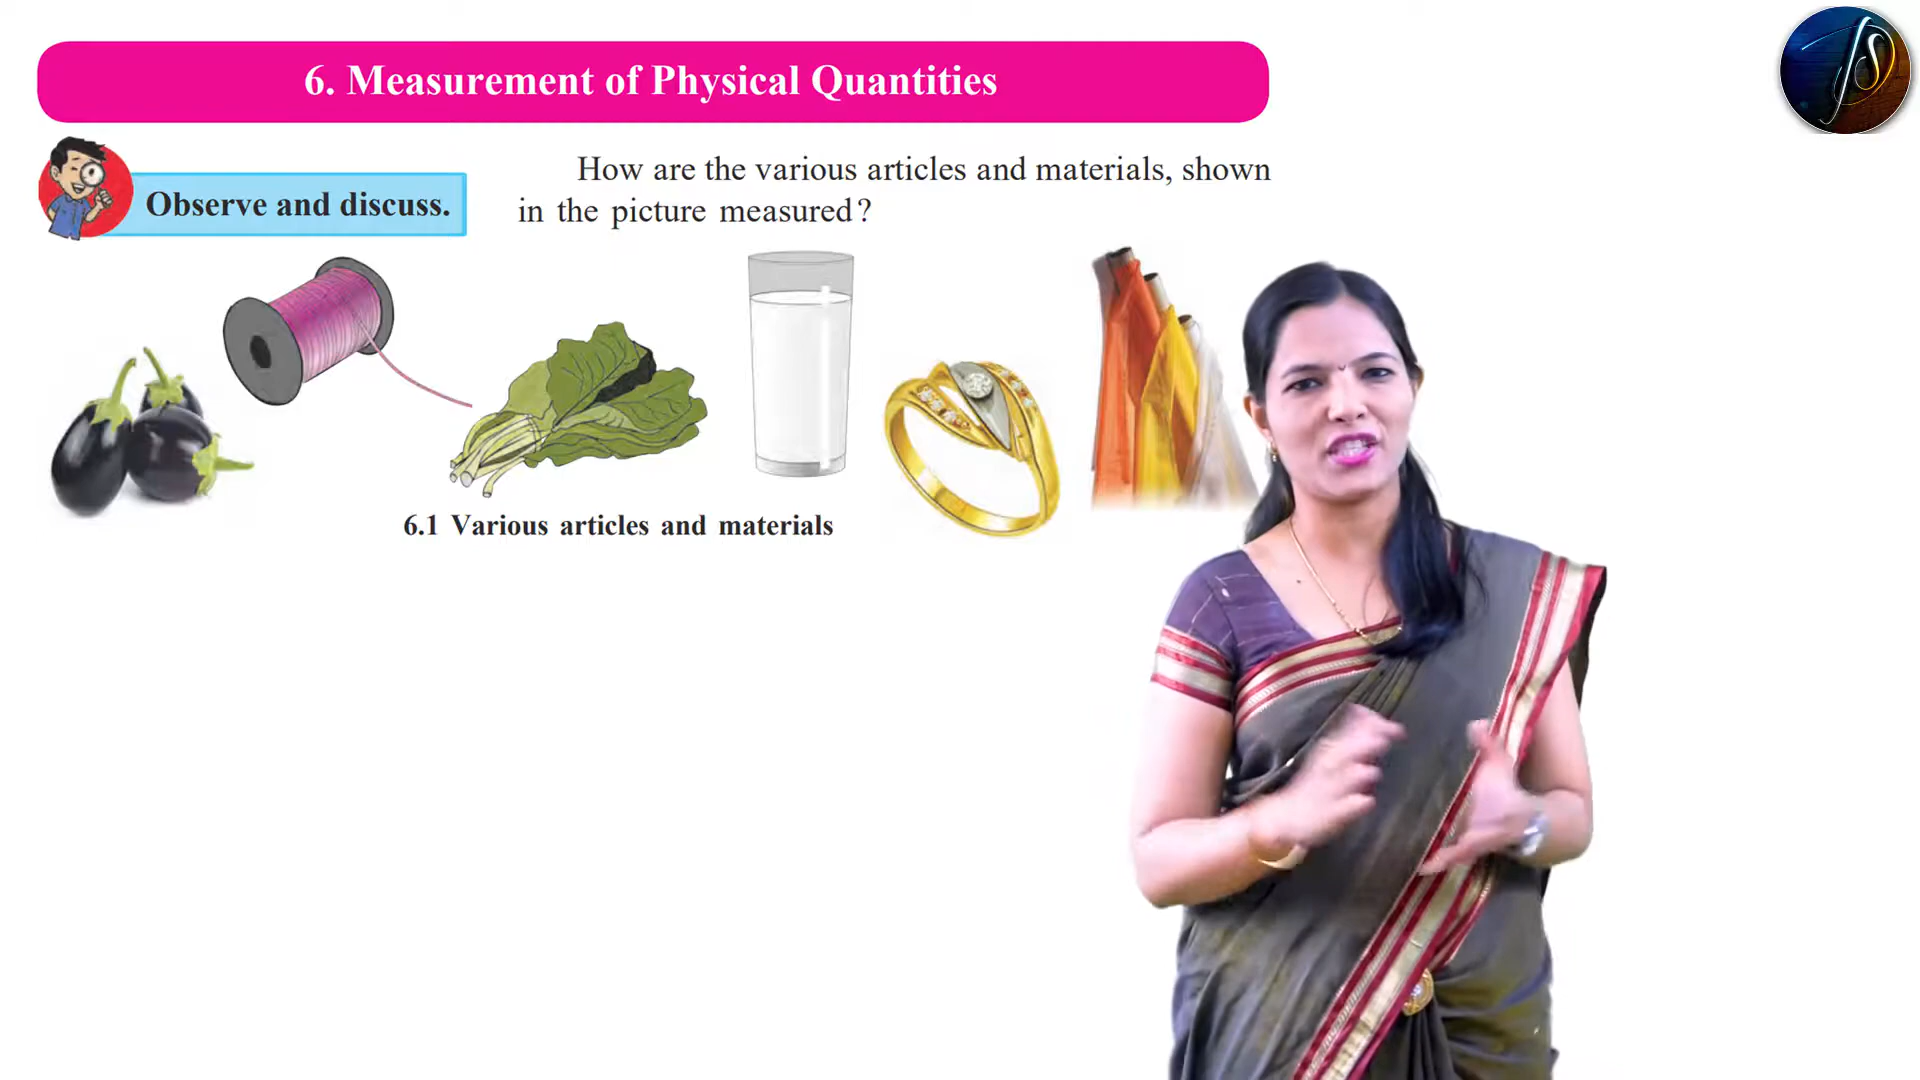 6. Measurement of Physical Quantities
Observe and discuss.
How are the various articles and materials, shown
in the picture measured?
6.1 Various articles and materials